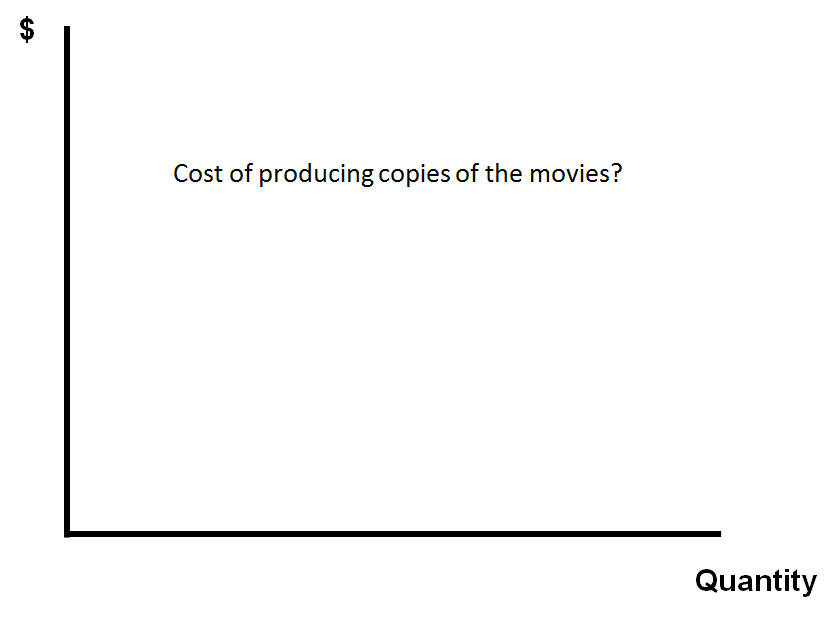 $
Cost of producing copies of the movies?
Quantity